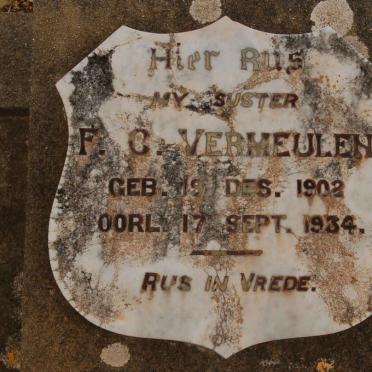 Hier Rus
MY SUSTER
F. C. VERMEULEN
GEB. 19 DES. 1902
OORL. 17 SEPT. 1934.
RUS IN VREDE.